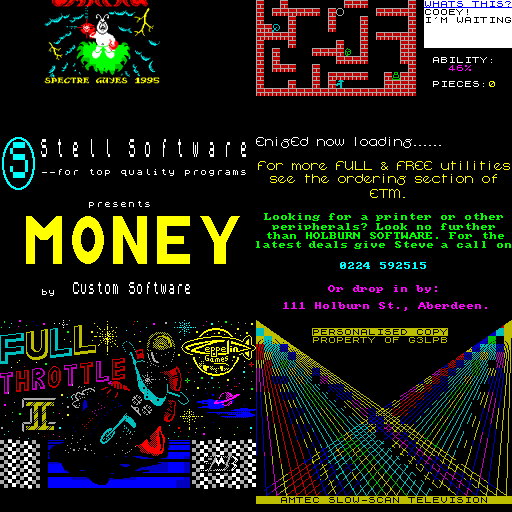 SPECTRE GUYES 1995
WHATS THIS?
COOEY!
I'M WAITING
ABILITY:
45%
PIECES:0
S
Stell Software
--for top quality programs
presents
MONEY
by Custom Software
EnigEd now loading......
For more FULL & FREE utilities
see the ordering section of
ETM.
Looking for a printer or other
peripherals? Look no further
than HOLBURN SOFTWARE. For the
latest deals give Steve a call on
0224 592515
Or drop in by:
111 Holburn St., Aberdeen.
FULL
THROTTLE
II
Zeppelin
Games
PERSONALISED COPY
PROPERTY OF G3LPB
AMTEC SLOW-SCAN TELEVISION